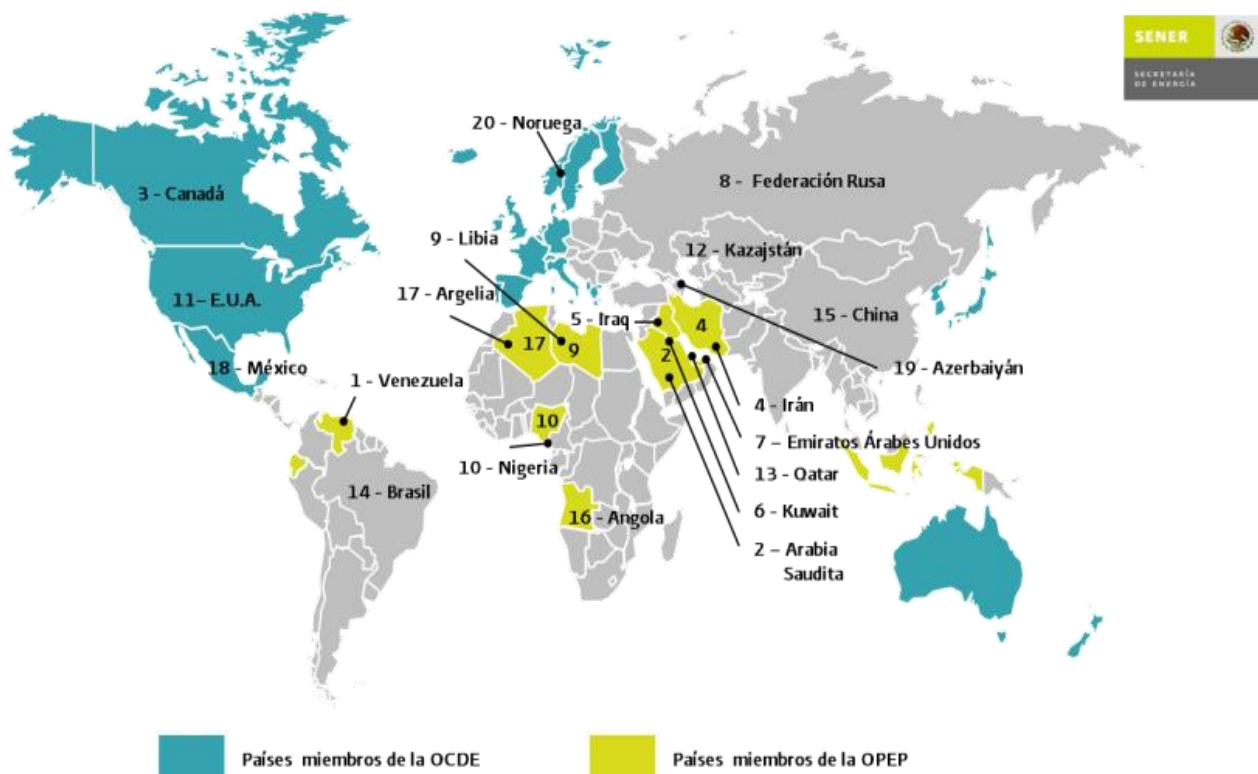 SENER
SECRETARÍA
DE ENERGÍA
20 - Noruega
3 - Canadá
8 - Federación Rusa
9 - Libia
12 - Kazajstán
11– E.U.A.
17 - Argelia
5 - Iraq
4
15 - China
17
9
2
18 - México
1 - Venezuela
19 - Azerbaiyán
4 - Irán
10
7 - Emiratos Árabes Unidos
10 - Nigeria
13 - Qatar
14 - Brasil
6 - Kuwait
16 - Angola
2 – Arabia
Saudita
Países miembros de la OCDE
Países miembros de la OPEP